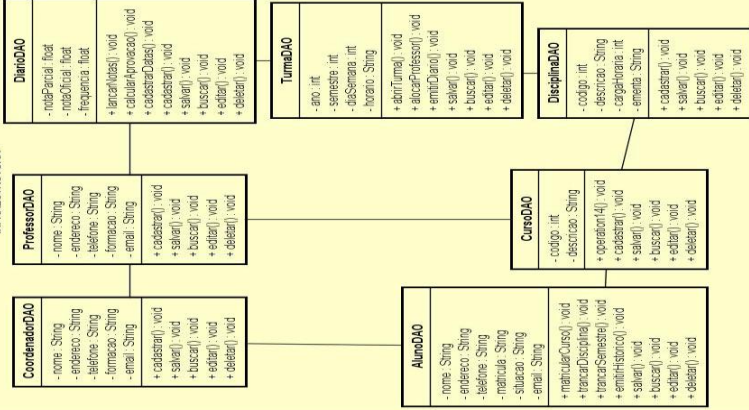 DiarioDAO
- notaParcial : float
- notaOficial : float
- frequencia : float
+ lancarNotas() : void
+ calcularAprovacao() : void
+ cadastrarDatas() : void
+ cadastrar() : void
+ salvar() : void
+ buscar() : void
+ editar() : void
+ deletar() : void
TurmaDAO
- ano : int
- semestre : int
- diaSemana : int
- horario : String
+ abrirTurma() : void
+ alocarProfessor() : void
+ emitirDiario() : void
+ salvar() : void
+ buscar() : void
+ editar() : void
+ deletar() : void
DisciplinaDAO
- codigo : int
- descricao : String
- cargaHoraria : int
- ementa : String
+ cadastrar() : void
+ salvar() : void
+ buscar() : void
+ editar() : void
+ deletar() : void
ProfessorDAO
- nome : String
- endereco : String
- telefone : String
- formacao : String
- email : String
+ cadastrar() : void
+ salvar() : void
+ buscar() : void
+ editar() : void
+ deletar() : void
CursoDAO
- codigo : int
- descricao : String
+ operation14() : void
+ cadastrar() : void
+ salvar() : void
+ buscar() : void
+ editar() : void
+ deletar() : void
CoordenadorDAO
- nome : String
- endereco : String
- telefone : String
- formacao : String
- email : String
+ cadastrar() : void
+ salvar() : void
+ buscar() : void
+ editar() : void
+ deletar() : void
AlunoDAO
- nome : String
- endereco : String
- telefone : String
- matricula : String
- situacao : String
- email : String
+ matricularCurso() : void
+ trancarDisciplina() : void
+ trancarSemestre() : void
+ emitirHistorico() : void
+ salvar() : void
+ buscar() : void
+ editar() : void
+ deletar() : void